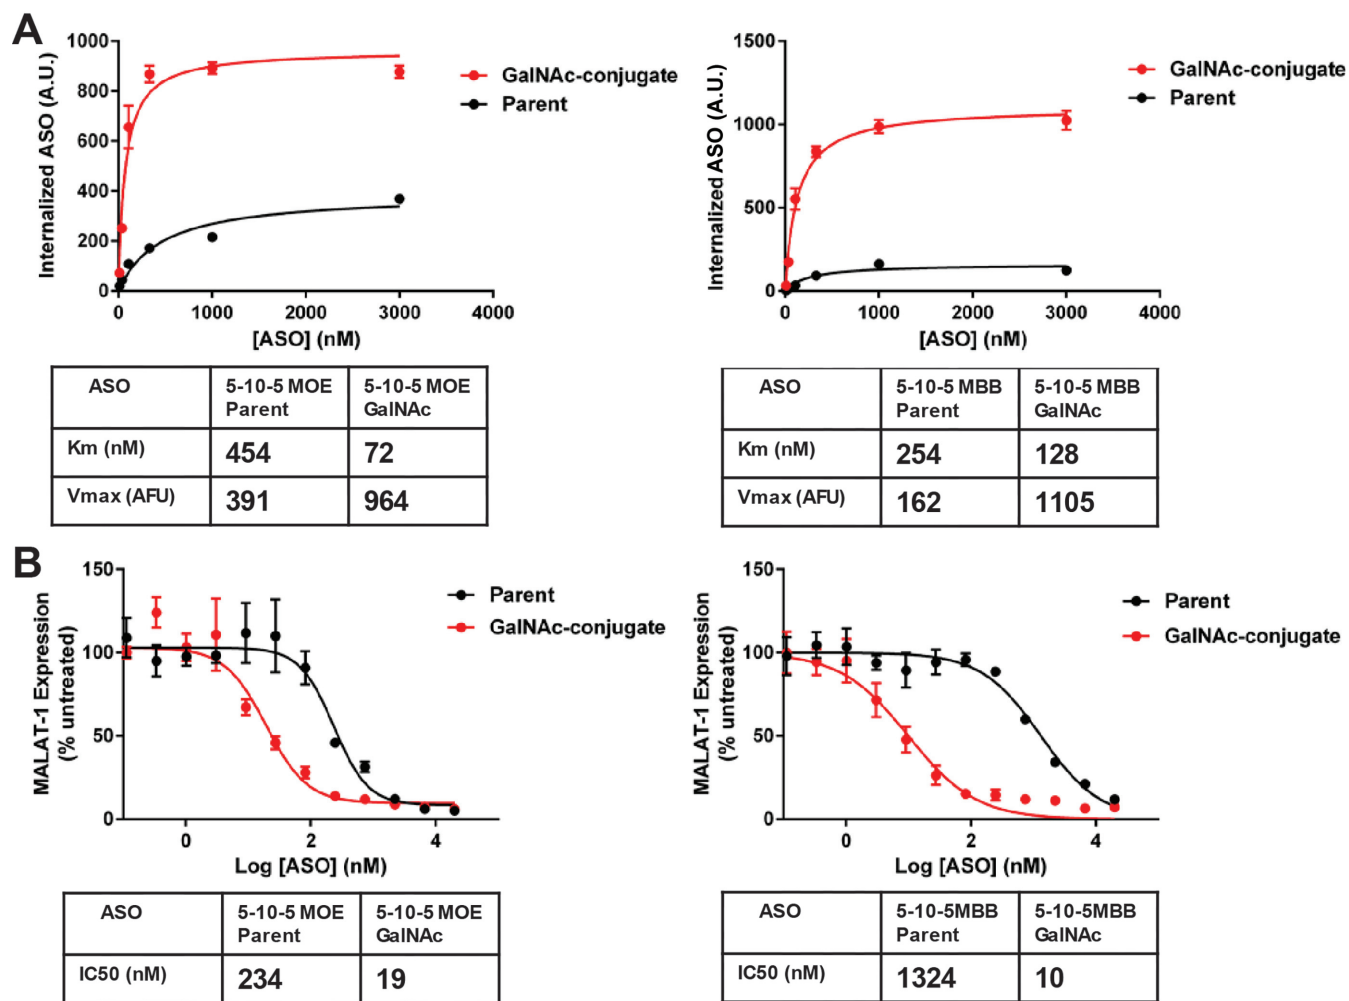 A
1000
800
600
400
200
0
Internalized ASO (A.U.)
0 1000 2000 3000 4000
[ASO] (nM)
GalNAc-conjugate
Parent
1500
1000
500
0
Internalized ASO (A.U.)
0 1000 2000 3000 4000
[ASO] (nM)
GalNAc-conjugate
Parent
ASO 5-10-5 MOE 5-10-5 MOE
Parent GalNAc
Km (nM) 454 72
Vmax (AFU) 391 964
ASO 5-10-5 MBB 5-10-5 MBB
Parent GalNAc
Km (nM) 254 128
Vmax (AFU) 162 1105
B
150
100
50
0
MALAT-1 Expression
(% untreated)
0 2 4
Log [ASO] (nM)
Parent
GalNAc-conjugate
150
100
50
0
MALAT-1 Expression
(% untreated)
0 2 4
Log [ASO] (nM)
Parent
GalNAc-conjugate
ASO 5-10-5 MOE 5-10-5 MOE
Parent GalNAc
IC50 (nM) 234 19
ASO 5-10-5MBB 5-10-5MBB
Parent GalNAc
IC50 (nM) 1324 10